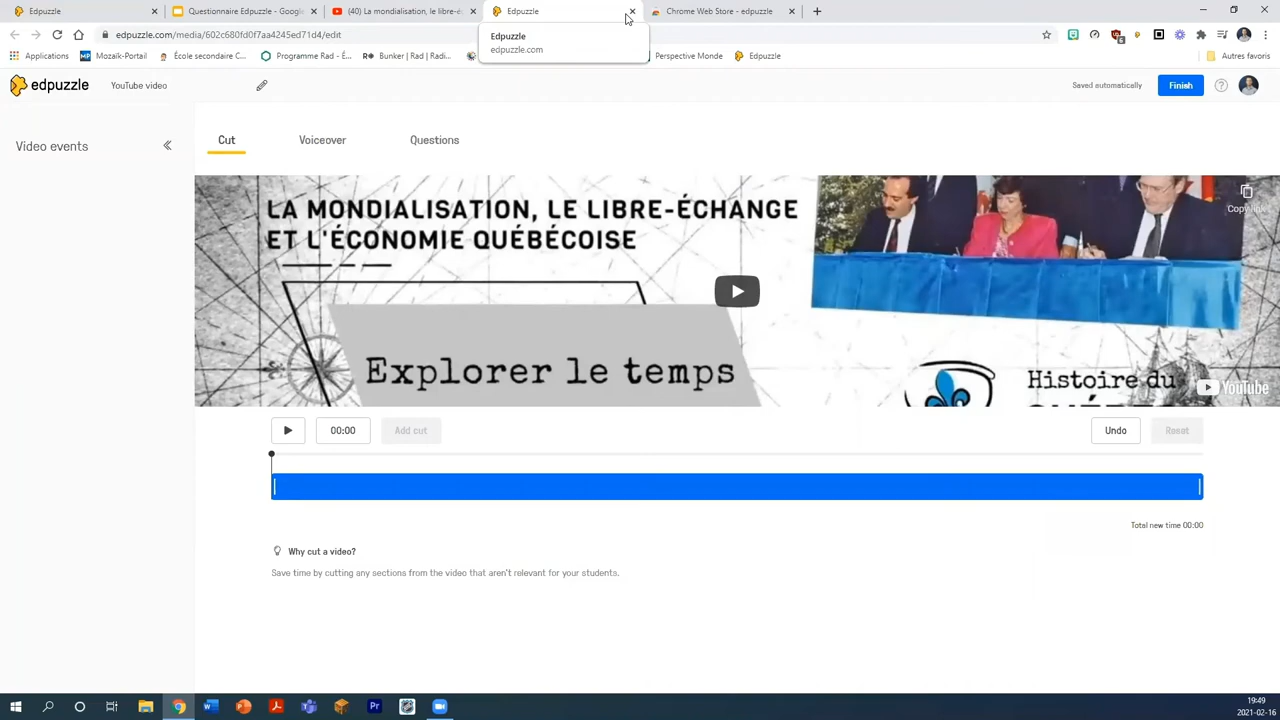 Edpuzzle
Questionnaire Edpuzzle - Google
(40) La mondialisation, le libre-é
Edpuzzle
Chrome Web Store - edpuzzle
edpuzzle.com/media/602c680fd0f7aa4245ed71d4/edit
Edpuzzle
edpuzzle.com
Applications
Mozaïk-Portail
École secondaire C...
Programme Rad - É...
Bunker | Rad | Radi...
Perspective Monde
Edpuzzle
Autres favoris
edpuzzle
YouTube video
Saved automatically
Finish
Video events
Cut
Voiceover
Questions
LA MONDIALISATION, LE LIBRE-ÉCHANGE
ET L'ÉCONOMIE QUÉBÉCOISE
Copy link
Explorer le temps
Histoire du
YouTube
00:00
Add cut
Undo
Reset
Total new time 00:00
Why cut a video?
Save time by cutting any sections from the video that aren't relevant for your students.
19:49
2021-02-16